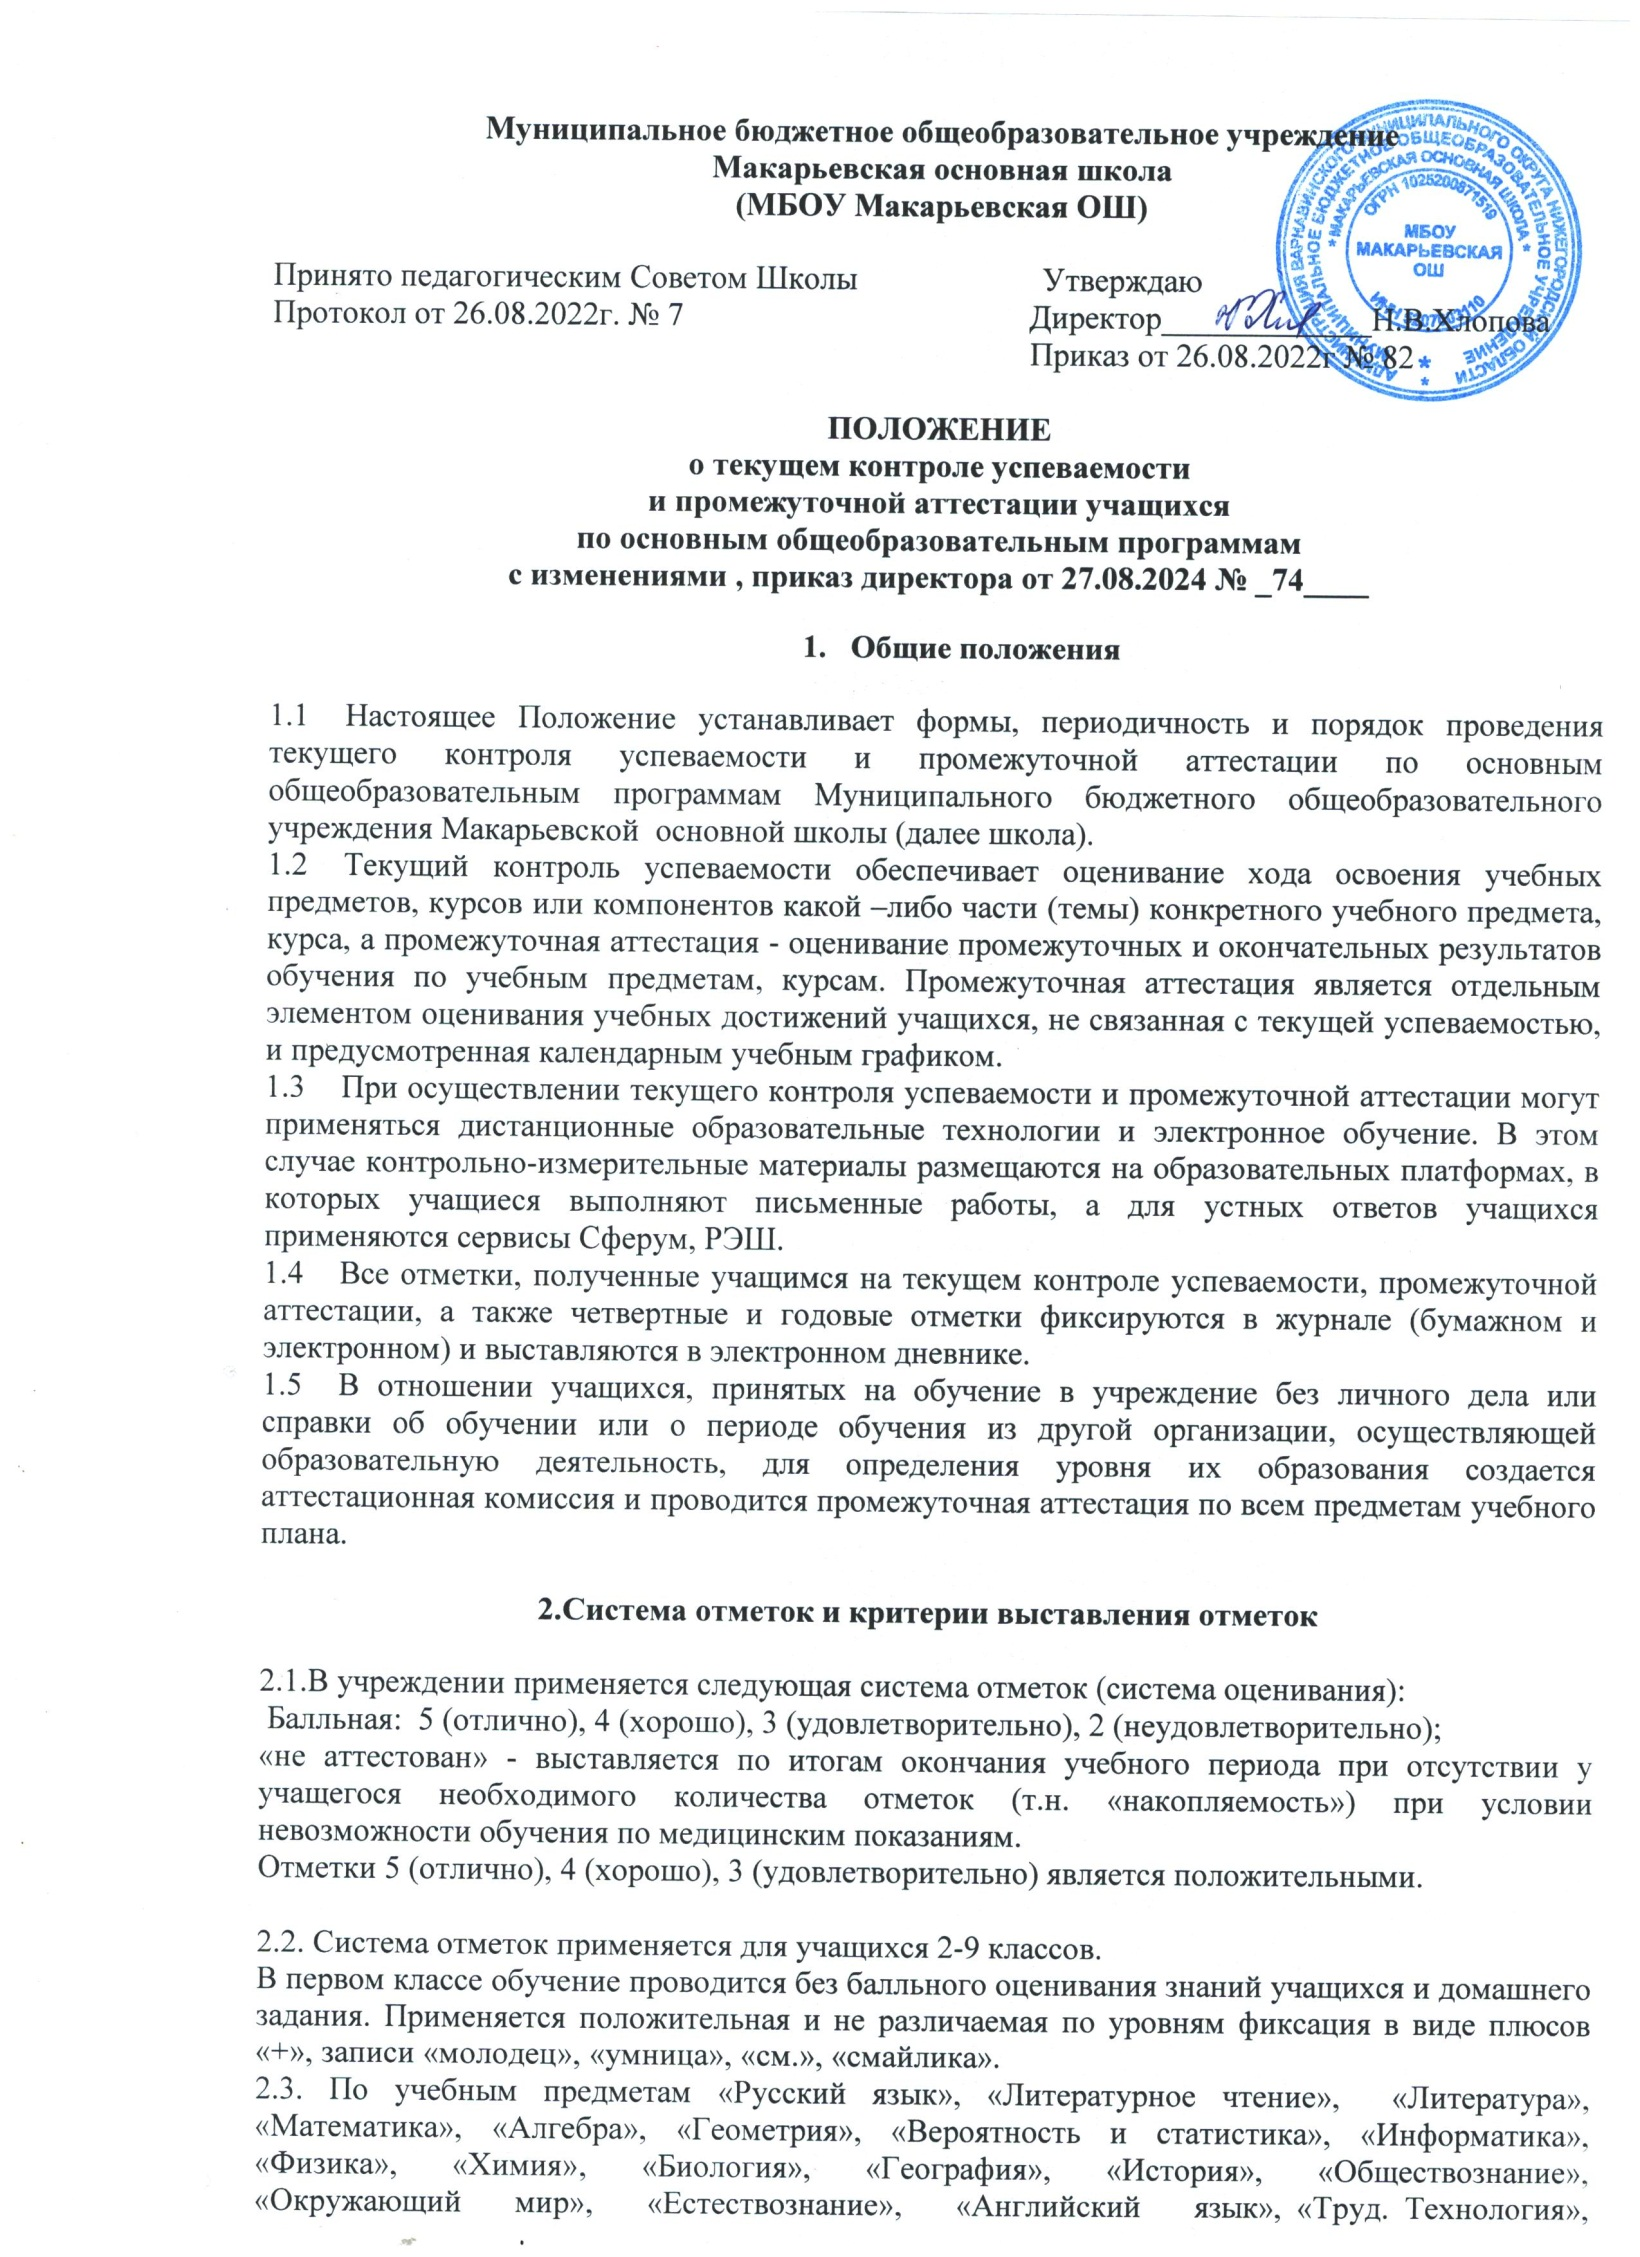 Муниципальное бюджетное общеобразовательное учреждение
Макарьевская основная школа
(МБОУ Макарьевская ОШ)
АДМИНИСТРАЦИЯ ВАРНАВИНСКОГО МУНИЦИПАЛЬНОГО ОКРУГА НИЖЕГОРОДСКОЙ ОБЛАСТИ
МУНИЦИПАЛЬНОЕ БЮДЖЕТНОЕ ОБЩЕОБРАЗОВАТЕЛЬНОЕ УЧРЕЖДЕНИЕ
* МАКАРЬЕВСКАЯ ОСНОВНАЯ ШКОЛА *
ОГРН 1025200871519
МБОУ
МАКАРЬЕВСКАЯ
ОШ
ИНН
Принято педагогическим Советом Школы Утверждаю
Протокол от 26.08.2022г. № 7 Директор_____________Н.В.Хлопова
Приказ от 26.08.2022г № 82
ПОЛОЖЕНИЕ
о текущем контроле успеваемости
и промежуточной аттестации учащихся
по основным общеобразовательным программам
с изменениями , приказ директора от 27.08.2024 № _74____
1. Общие положения
1.1 Настоящее Положение устанавливает формы, периодичность и порядок проведения
текущего контроля успеваемости и промежуточной аттестации по основным
общеобразовательным программам Муниципального бюджетного общеобразовательного
учреждения Макарьевской основной школы (далее школа).
1.2 Текущий контроль успеваемости обеспечивает оценивание хода освоения учебных
предметов, курсов или компонентов какой –либо части (темы) конкретного учебного предмета,
курса, а промежуточная аттестация - оценивание промежуточных и окончательных результатов
обучения по учебным предметам, курсам. Промежуточная аттестация является отдельным
элементом оценивания учебных достижений учащихся, не связанная с текущей успеваемостью,
и предусмотренная календарным учебным графиком.
1.3 При осуществлении текущего контроля успеваемости и промежуточной аттестации могут
применяться дистанционные образовательные технологии и электронное обучение. В этом
случае контрольно-измерительные материалы размещаются на образовательных платформах, в
которых учащиеся выполняют письменные работы, а для устных ответов учащихся
применяются сервисы Сферум, РЭШ.
1.4 Все отметки, полученные учащимся на текущем контроле успеваемости, промежуточной
аттестации, а также четвертные и годовые отметки фиксируются в журнале (бумажном и
электронном) и выставляются в электронном дневнике.
1.5 В отношении учащихся, принятых на обучение в учреждение без личного дела или
справки об обучении или о периоде обучения из другой организации, осуществляющей
образовательную деятельность, для определения уровня их образования создается
аттестационная комиссия и проводится промежуточная аттестация по всем предметам учебного
плана.
2.Система отметок и критерии выставления отметок
2.1.В учреждении применяется следующая система отметок (система оценивания):
Балльная: 5 (отлично), 4 (хорошо), 3 (удовлетворительно), 2 (неудовлетворительно);
«не аттестован» - выставляется по итогам окончания учебного периода при отсутствии у
учащегося необходимого количества отметок (т.н. «накопляемость») при условии
невозможности обучения по медицинским показаниям.
Отметки 5 (отлично), 4 (хорошо), 3 (удовлетворительно) является положительными.
2.2. Система отметок применяется для учащихся 2-9 классов.
В первом классе обучение проводится без балльного оценивания знаний учащихся и домашнего
задания. Применяется положительная и не различаемая по уровням фиксация в виде плюсов
«+», записи «молодец», «умница», «см.», «смайлика».
2.3. По учебным предметам «Русский язык», «Литературное чтение», «Литература»,
«Математика», «Алгебра», «Геометрия», «Вероятность и статистика», «Информатика»,
«Физика», «Химия», «Биология», «География», «История», «Обществознание»,
«Окружающий мир», «Естествознание», «Английский язык», «Труд. Технология»,